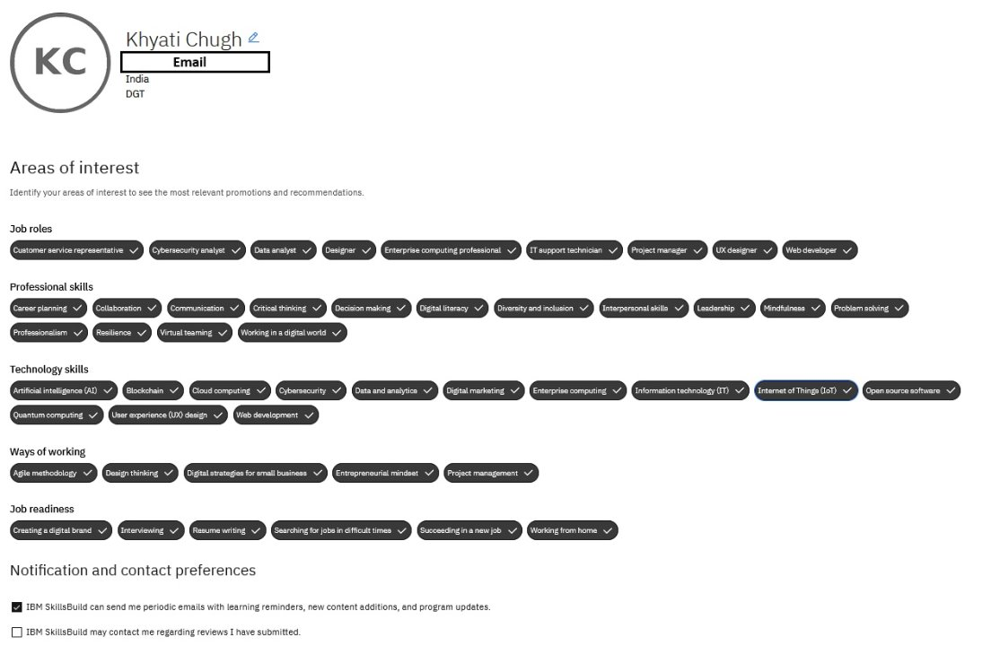 KC
Khyati Chugh
Email
India
DGT
Areas of interest
Identify your areas of interest to see the most relevant promotions and recommendations.
Job roles
Customer service representative Cybersecurity analyst Data analyst Designer Enterprise computing professional IT support technician Project manager UX designer Web developer
Professional skills
Career planning Collaboration Communication Critical thinking Decision making Digital literacy Diversity and inclusion Interpersonal skills Leadership Mindfulness Problem solving
Professionalism Resilience Virtual teaming Working in a digital world
Technology skills
Artificial intelligence (AI) Blockchain Cloud computing Cybersecurity Data and analytics Digital marketing Enterprise computing Information technology (IT) Internet of Things (IoT) Open source software
Quantum computing User experience (UX) design Web development
Ways of working
Agile methodology Design thinking Digital strategies for small business Entrepreneurial mindset Project management
Job readiness
Creating a digital brand Interviewing Resume writing Searching for jobs in difficult times Succeeding in a new job Working from home
Notification and contact preferences
IBM SkillsBuild can send me periodic emails with learning reminders, new content additions, and program updates.
IBM SkillsBuild may contact me regarding reviews I have submitted.